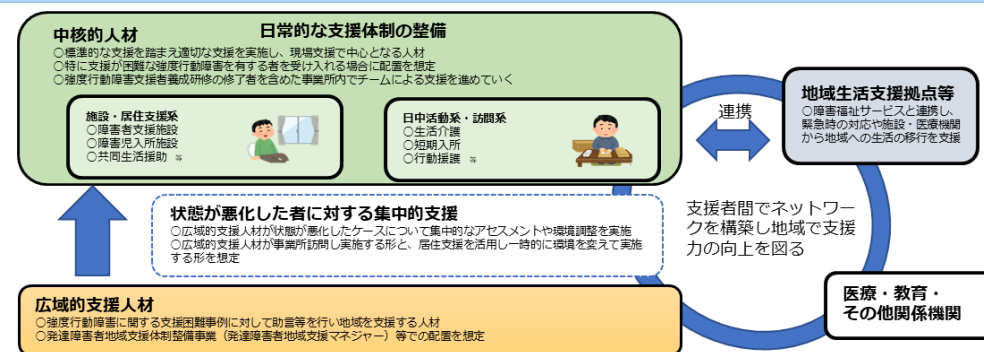 中核的人材
日常的な支援体制の整備
○標準的な支援を踏まえ適切な支援を実施し、現場支援で中心となる人材
○特に支援が困難な強度行動障害を有する者を受け入れる場合に配置を想定
○強度行動障害支援者養成研修の修了者を含めた事業所内でチームによる支援を進めていく
施設・居住支援系
○障害者支援施設
○障害児入所施設
○共同生活援助 等
日中活動系・訪問系
○生活介護
○短期入所
○行動援護 等
連携
地域生活支援拠点等
○障害福祉サービスと連携し、
緊急時の対応や施設・医療機関
から地域への生活の移行を支援
状態が悪化した者に対する集中的支援
○広域的支援人材が状態が悪化したケースについて集中的なアセスメントや環境調整を実施
○広域的支援人材が事業所訪問し実施する形と、居住支援を活用し一時的に環境を変えて実施
する形を想定
支援者間でネットワー
クを構築し地域で支援
力の向上を図る
広域的支援人材
○強度行動障害に関する支援困難事例に対して助言等を行い地域を支援する人材
○発達障害者地域支援体制整備事業（発達障害者地域支援マネジャー）等での配置を想定
医療・教育・
その他関係機関